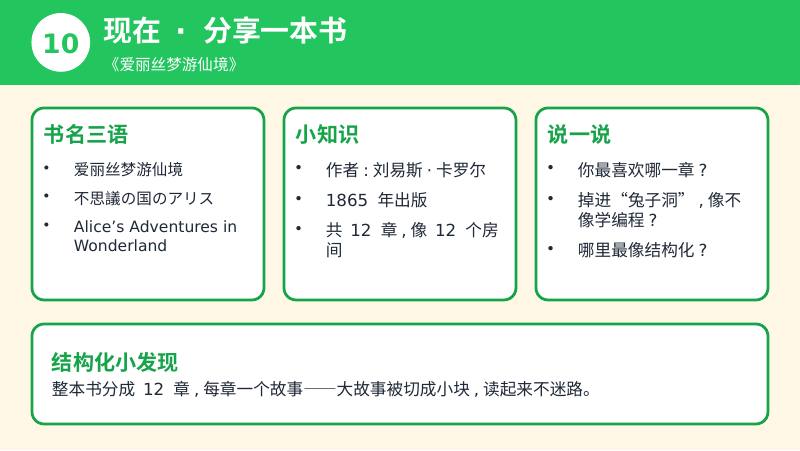 10
现在 · 分享一本书
《爱丽丝梦游仙境》
书名三语
• 爱丽丝梦游仙境
• 不思議の国のアリス
• Alice’s Adventures in
Wonderland
小知识
• 作者：刘易斯 · 卡罗尔
• 1865 年出版
• 共 12 章，像 12 个房
间
说一说
• 你最喜欢哪一章？
• 掉进“兔子洞”，像不
像学编程？
• 哪里最像结构化？
结构化小发现
整本书分成 12 章，每章一个故事——大故事被切成小块，读起来不迷路。